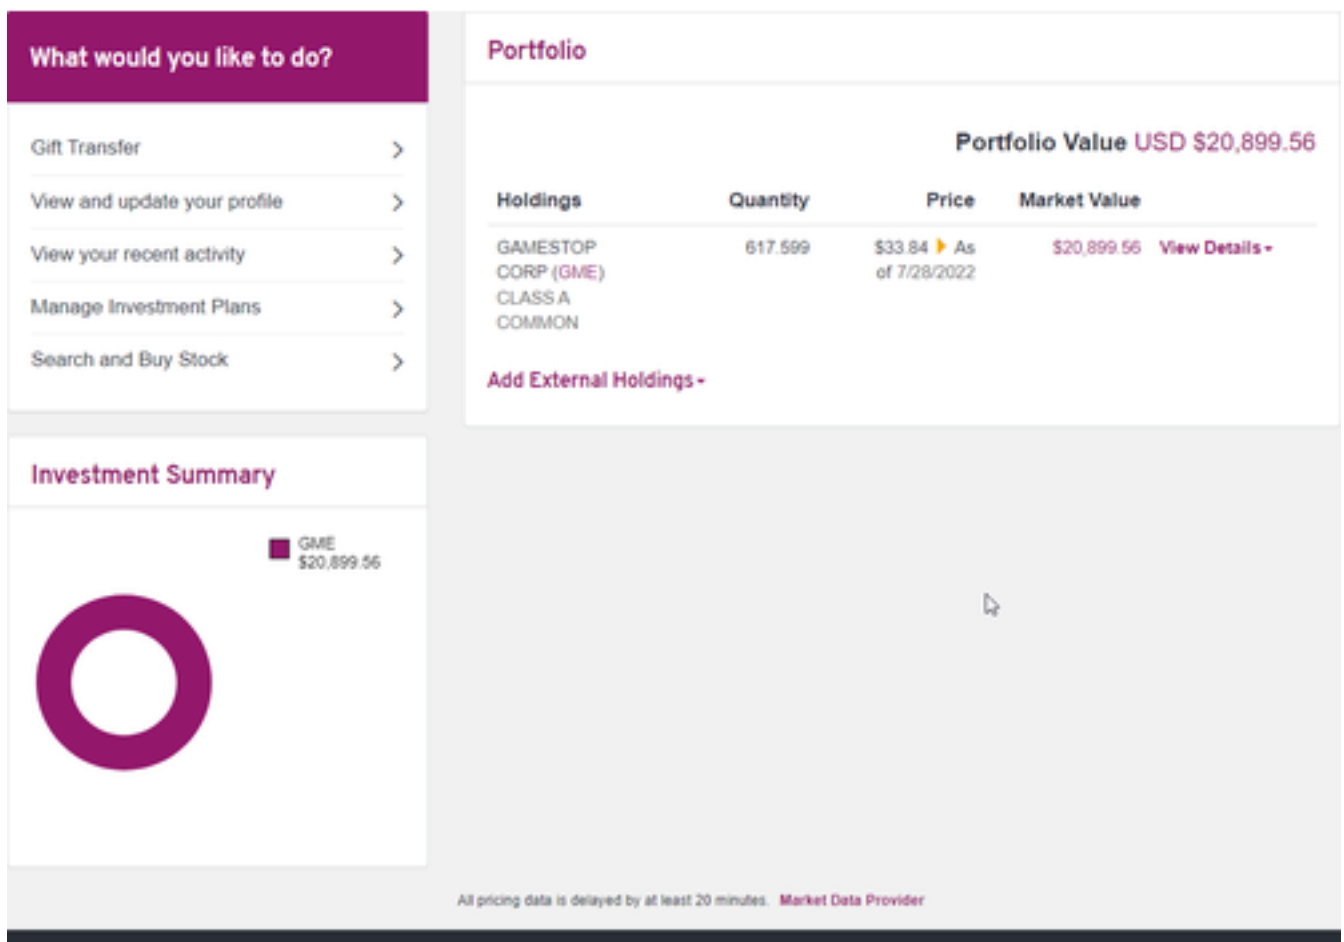 What would you like to do?
Gift Transfer
View and update your profile
View your recent activity
Manage Investment Plans
Search and Buy Stock
Portfolio
Portfolio Value USD $20,899.56
Holdings Quantity Price Market Value
GAMESTOP 617.599 $33.84 As $20,899.56 View Details
CORP (GME) of 7/28/2022
CLASS A
COMMON
Add External Holdings
Investment Summary
GME
$20,899.56
All pricing data is delayed by at least 20 minutes. Market Data Provider